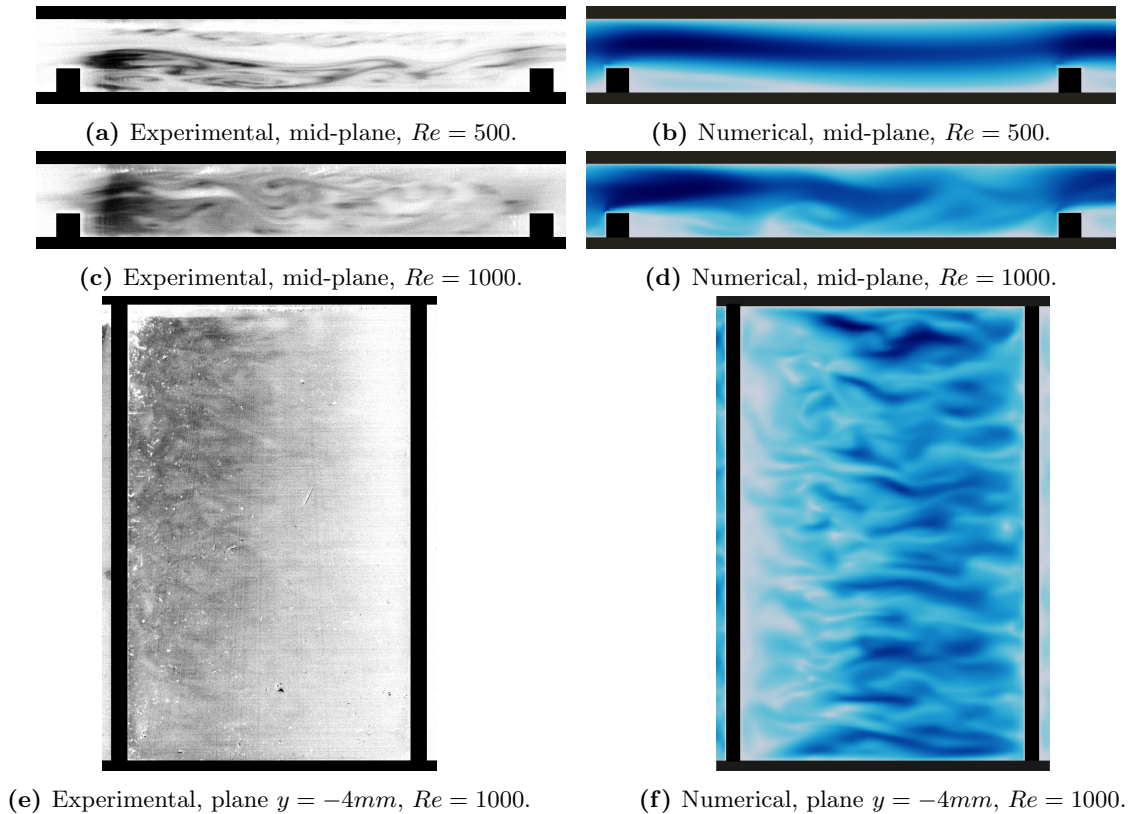 (a) Experimental, mid-plane, Re = 500.
(b) Numerical, mid-plane, Re = 500.
(c) Experimental, mid-plane, Re = 1000.
(d) Numerical, mid-plane, Re = 1000.
(e) Experimental, plane y = −4mm, Re = 1000.
(f) Numerical, plane y = −4mm, Re = 1000.